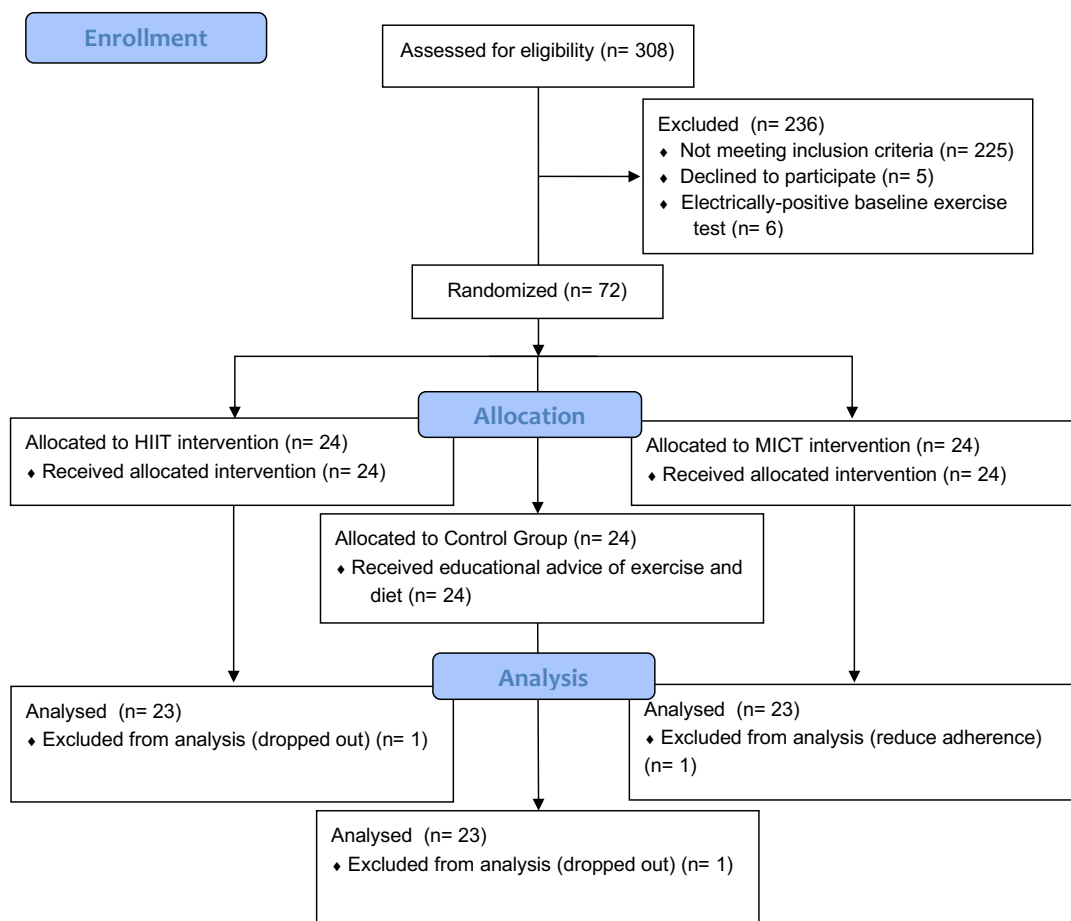 Enrollment
Assessed for eligibility (n= 308)
Excluded  (n= 236)
♦ Not meeting inclusion criteria (n= 225)
♦ Declined to participate (n= 5)
♦ Electrically-positive baseline exercise
test (n= 6)
Randomized (n= 72)
Allocation
Allocated to HIIT intervention (n= 24)
♦ Received allocated intervention (n= 24)
Allocated to MICT intervention (n= 24)
♦ Received allocated intervention (n= 24)
Allocated to Control Group (n= 24)
♦ Received educational advice of exercise and
diet (n= 24)
Analysis
Analysed  (n= 23)
♦ Excluded from analysis (dropped out) (n= 1)
Analysed  (n= 23)
♦ Excluded from analysis (reduce adherence)
(n= 1)
Analysed  (n= 23)
♦ Excluded from analysis (dropped out) (n= 1)